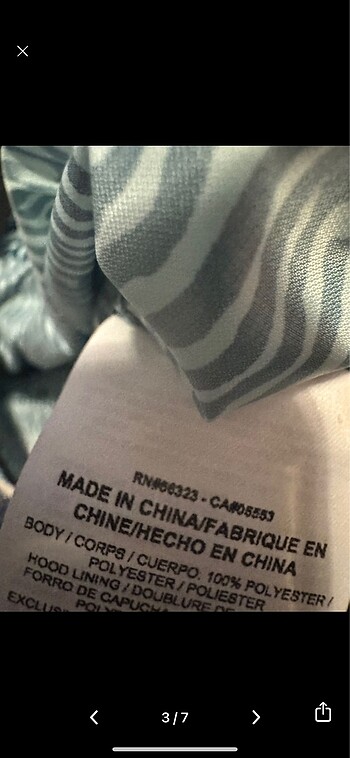 RN#56323 - CA#05553
MADE IN CHINA/FABRIQUE EN
CHINE/HECHO EN CHINA
BODY / CORPS / CUERPO: 100% POLYESTER /
POLYESTER / POLIESTER
HOOD LINING / DOUBLURE DE
FORRO DE CAPUCHA
3/7